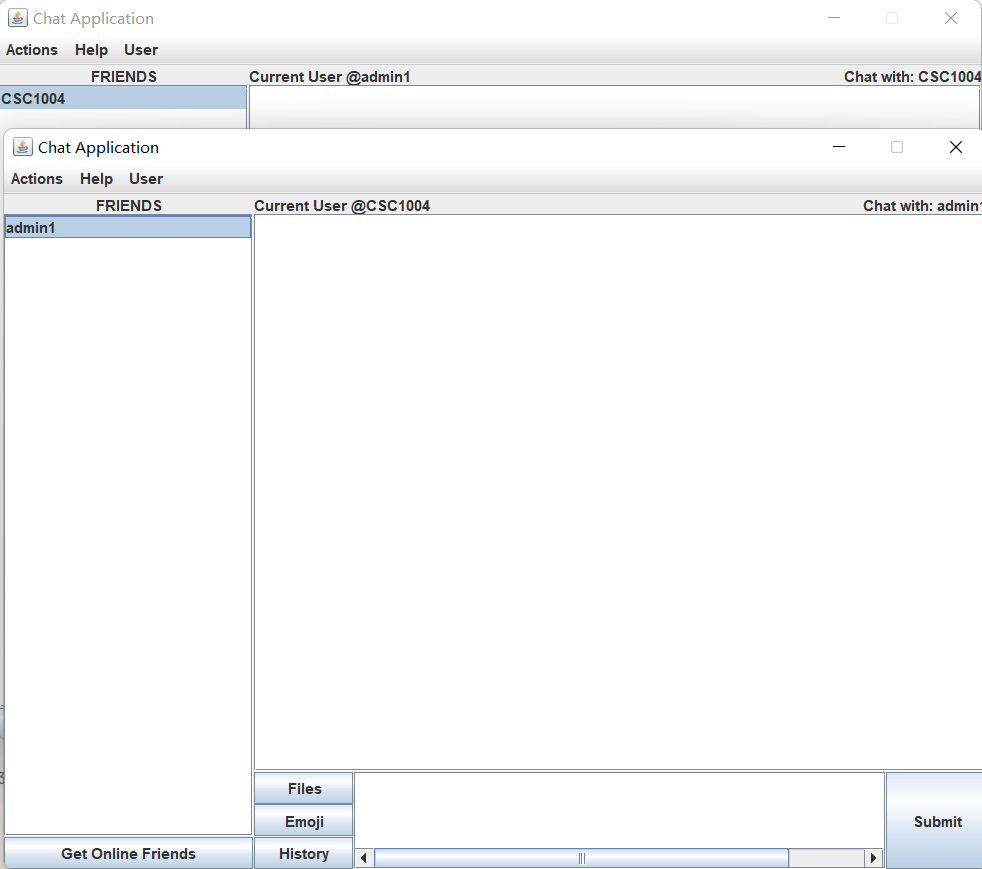 Chat Application
Actions Help User
FRIENDS Current User @admin1 Chat with: CSC1004
CSC1004
Chat Application
Actions Help User
FRIENDS Current User @CSC1004 Chat with: admin1
admin1
Files
Emoji
Submit
Get Online Friends
History